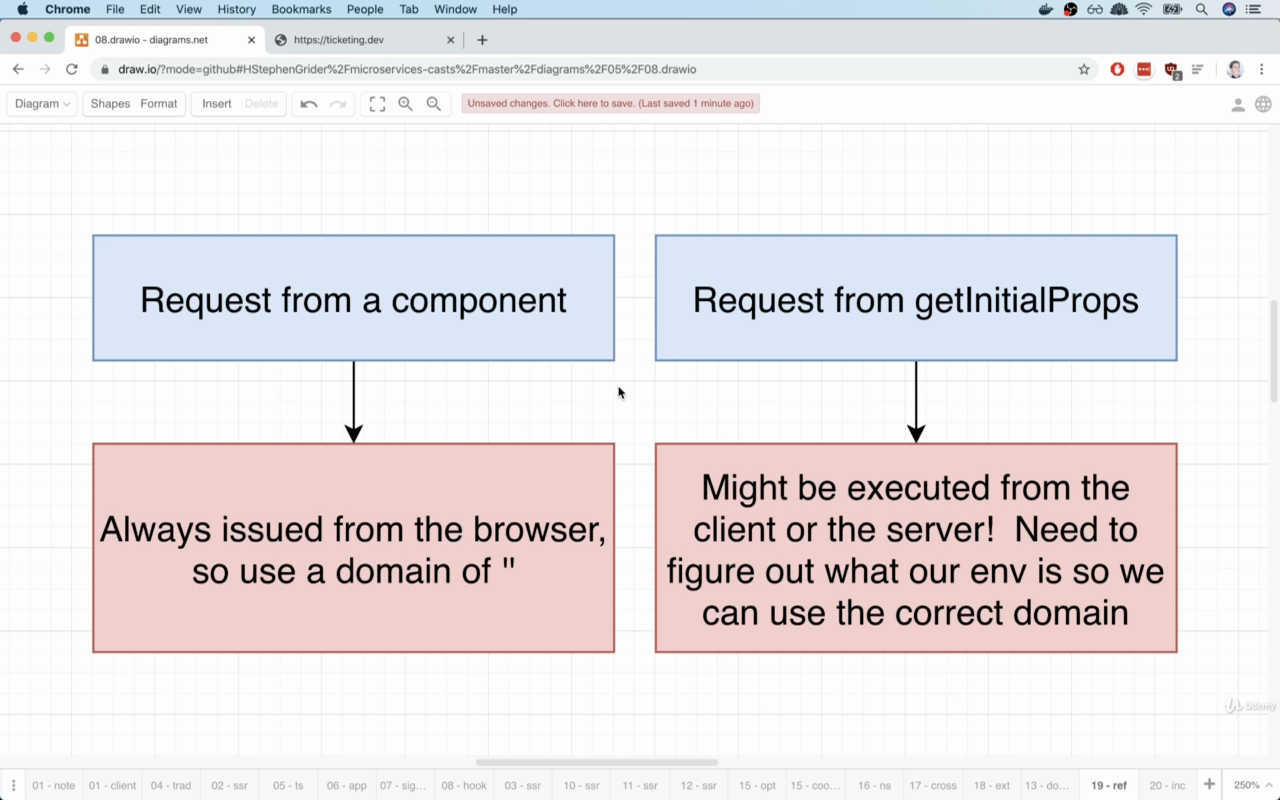 Chrome File Edit View History Bookmarks People Tab Window Help
08.drawio - diagrams.net https://ticketing.dev
draw.io/?mode=github#HStephenGrider%2Fmicroservices-casts%2Fmaster%2Fdiagrams%2F05%2F08.drawio
Diagram Shapes Format Insert Delete Unsaved changes. Click here to save. (Last saved 1 minute ago)
Request from a component
Request from getInitialProps
Always issued from the browser,
so use a domain of ''
Might be executed from the
client or the server! Need to
figure out what our env is so we
can use the correct domain
Udemy
01 - note 01 - client 04 - trad 02 - ssr 05 - ts 06 - app 07 - sig... 08 - hook 03 - ssr 10 - ssr 11 - ssr 12 - ssr 15 - opt 15 - coo... 16 - ns 17 - cross 18 - ext 13 - do... 19 - ref 20 - inc 250%